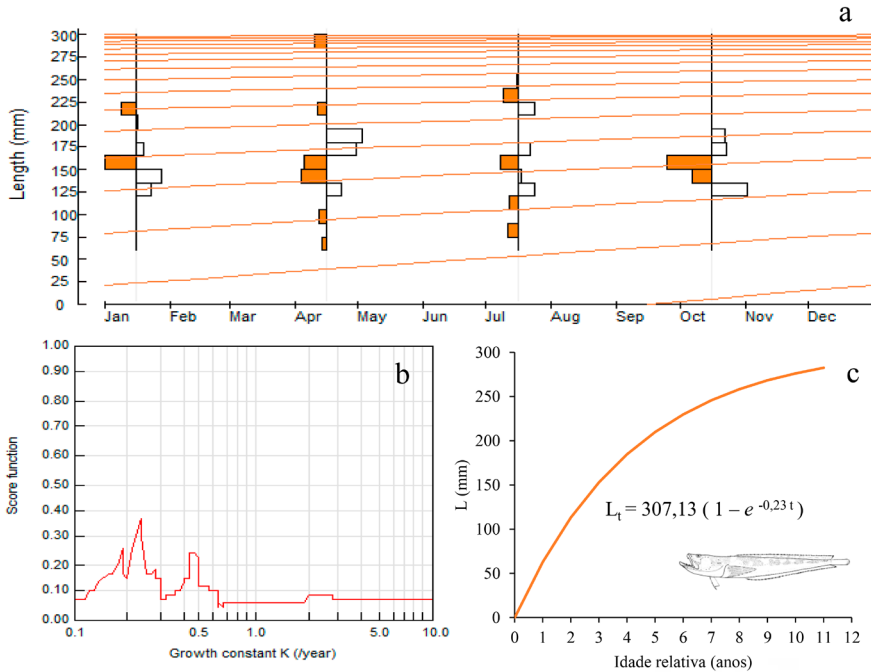 a
300
275
250
225
200
175
150
125
100
75
50
25
0
Length (mm)
Jan Feb Mar Apr May Jun Jul Aug Sep Oct Nov Dec
b
1.00
0.90
0.80
0.70
0.60
0.50
0.40
0.30
0.20
0.10
0.00
Score function
0.1 0.5 1.0 5.0 10.0
Growth constant K (/year)
c
300
250
200
150
100
50
0
L (mm)
Lt = 307,13 ( 1 – e -0,23 t )
0 1 2 3 4 5 6 7 8 9 10 11 12
Idade relativa (anos)